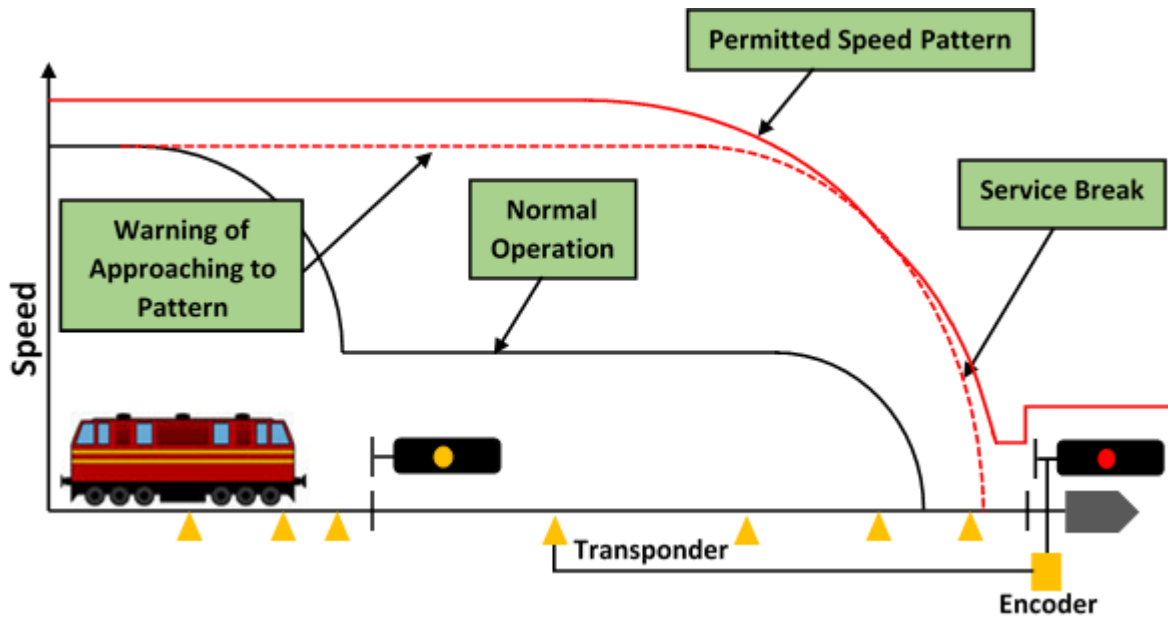 Permitted Speed Pattern
Service Break
Normal
Operation
Warning of
Approaching to
Pattern
Speed
Transponder
Encoder